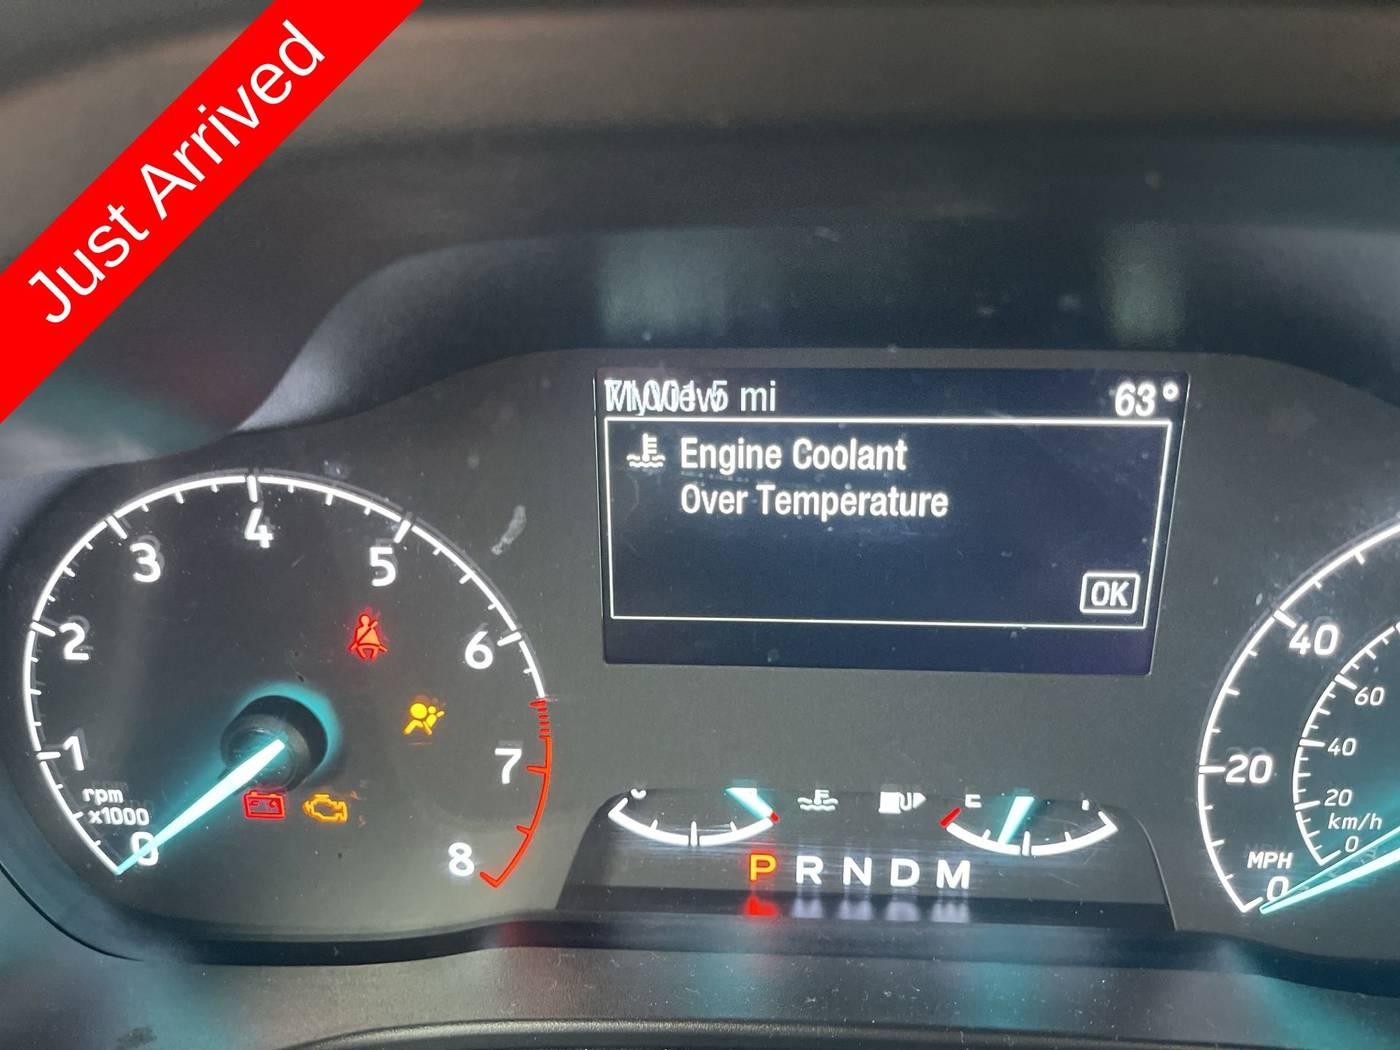 Just Arrived
mi
63°
Engine Coolant
Over Temperature
OK
0
1
2
3
4
5
6
7
8
rpm
x1000
E
P R N D M
0
20
40
MPH
0
20
40
60
km/h